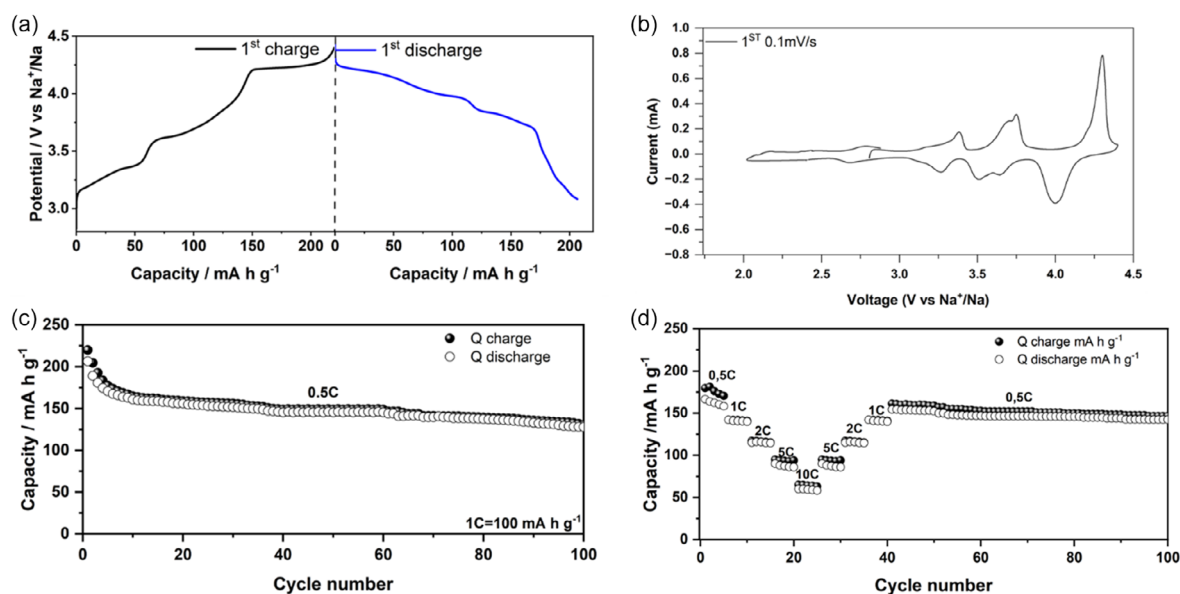 (a)
1st charge
1st discharge
4.5
4.0
3.5
3.0
Potential / V vs Na+/Na
0 50 100 150 200
0 50 100 150 200
Capacity / mA h g-1
Capacity / mA h g-1
(b)
1ST 0.1mV/s
1.0
0.8
0.6
0.4
0.2
0.0
-0.2
-0.4
-0.6
-0.8
Current (mA)
2.0 2.5 3.0 3.5 4.0 4.5
Voltage (V vs Na+/Na)
(c)
Q charge
Q discharge
250
200
150
100
50
0
Capacity / mA h g-1
0.5C
1C=100 mA h g-1
0 20 40 60 80 100
Cycle number
(d)
Q charge mA h g-1
Q discharge mA h g-1
250
200
150
100
50
0
Capacity /mA h g-1
0,5C
1C
2C
5C
10C
5C
2C
1C
0,5C
0 20 40 60 80 100
Cycle number